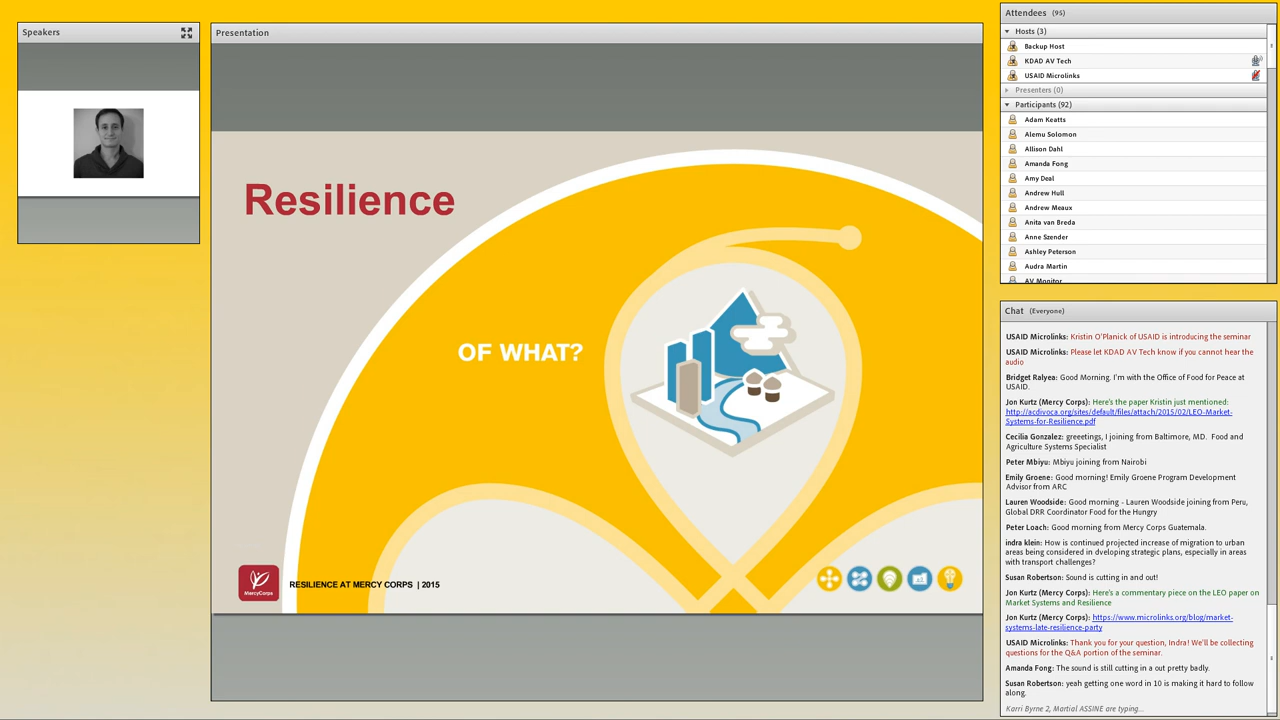 Speakers
Presentation
Resilience
OF WHAT?
MercyCorps
RESILIENCE AT MERCY CORPS | 2015
Attendees (95)
Hosts (3)
Backup Host
KDAD AV Tech
USAID Microlinks
Presenters (0)
Participants (92)
Adam Keatts
Alemu Solomon
Allison Dahl
Amanda Fong
Amy Deal
Andrew Hull
Andrew Meaux
Anita van Breda
Anne Szender
Ashley Peterson
Audra Martin
AV Monitor
Chat (Everyone)
USAID Microlinks: Kristin O'Planick of USAID is introducing the seminar
USAID Microlinks: Please let KDAD AV Tech know if you cannot hear the
audio
Bridget Ralyea: Good Morning. I'm with the Office of Food for Peace at
USAID.
Jon Kurtz (Mercy Corps): Here's the paper Kristin just mentioned:
http://acdivoca.org/sites/default/files/attach/2015/02/LEO-Market-
Systems-for-Resilience.pdf
Cecilia Gonzalez: greeetings, I joining from Baltimore, MD. Food and
Agriculture Systems Specialist
Peter Mbiyu: Mbiyu joining from Nairobi
Emily Groene: Good morning! Emily Groene Program Development
Advisor from ARC
Lauren Woodside: Good morning - Lauren Woodside joining from Peru,
Global DRR Coordinator Food for the Hungry
Peter Loach: Good morning from Mercy Corps Guatemala.
indra klein: How is continued projected increase of migration to urban
areas being considered in dveloping strategic plans, especially in areas
with transport challenges?
Susan Robertson: Sound is cutting in and out!
Jon Kurtz (Mercy Corps): Here's a commentary piece on the LEO paper on
Market Systems and Resilience
Jon Kurtz (Mercy Corps): https://www.microlinks.org/blog/market-
systems-late-resilience-party
USAID Microlinks: Thank you for your question, Indra! We'll be collecting
questions for the Q&A portion of the seminar.
Amanda Fong: The sound is still cutting in a out pretty badly.
Susan Robertson: yeah getting one word in 10 is making it hard to follow
along.
Karri Byrne 2, Martial ASSINE are typing...